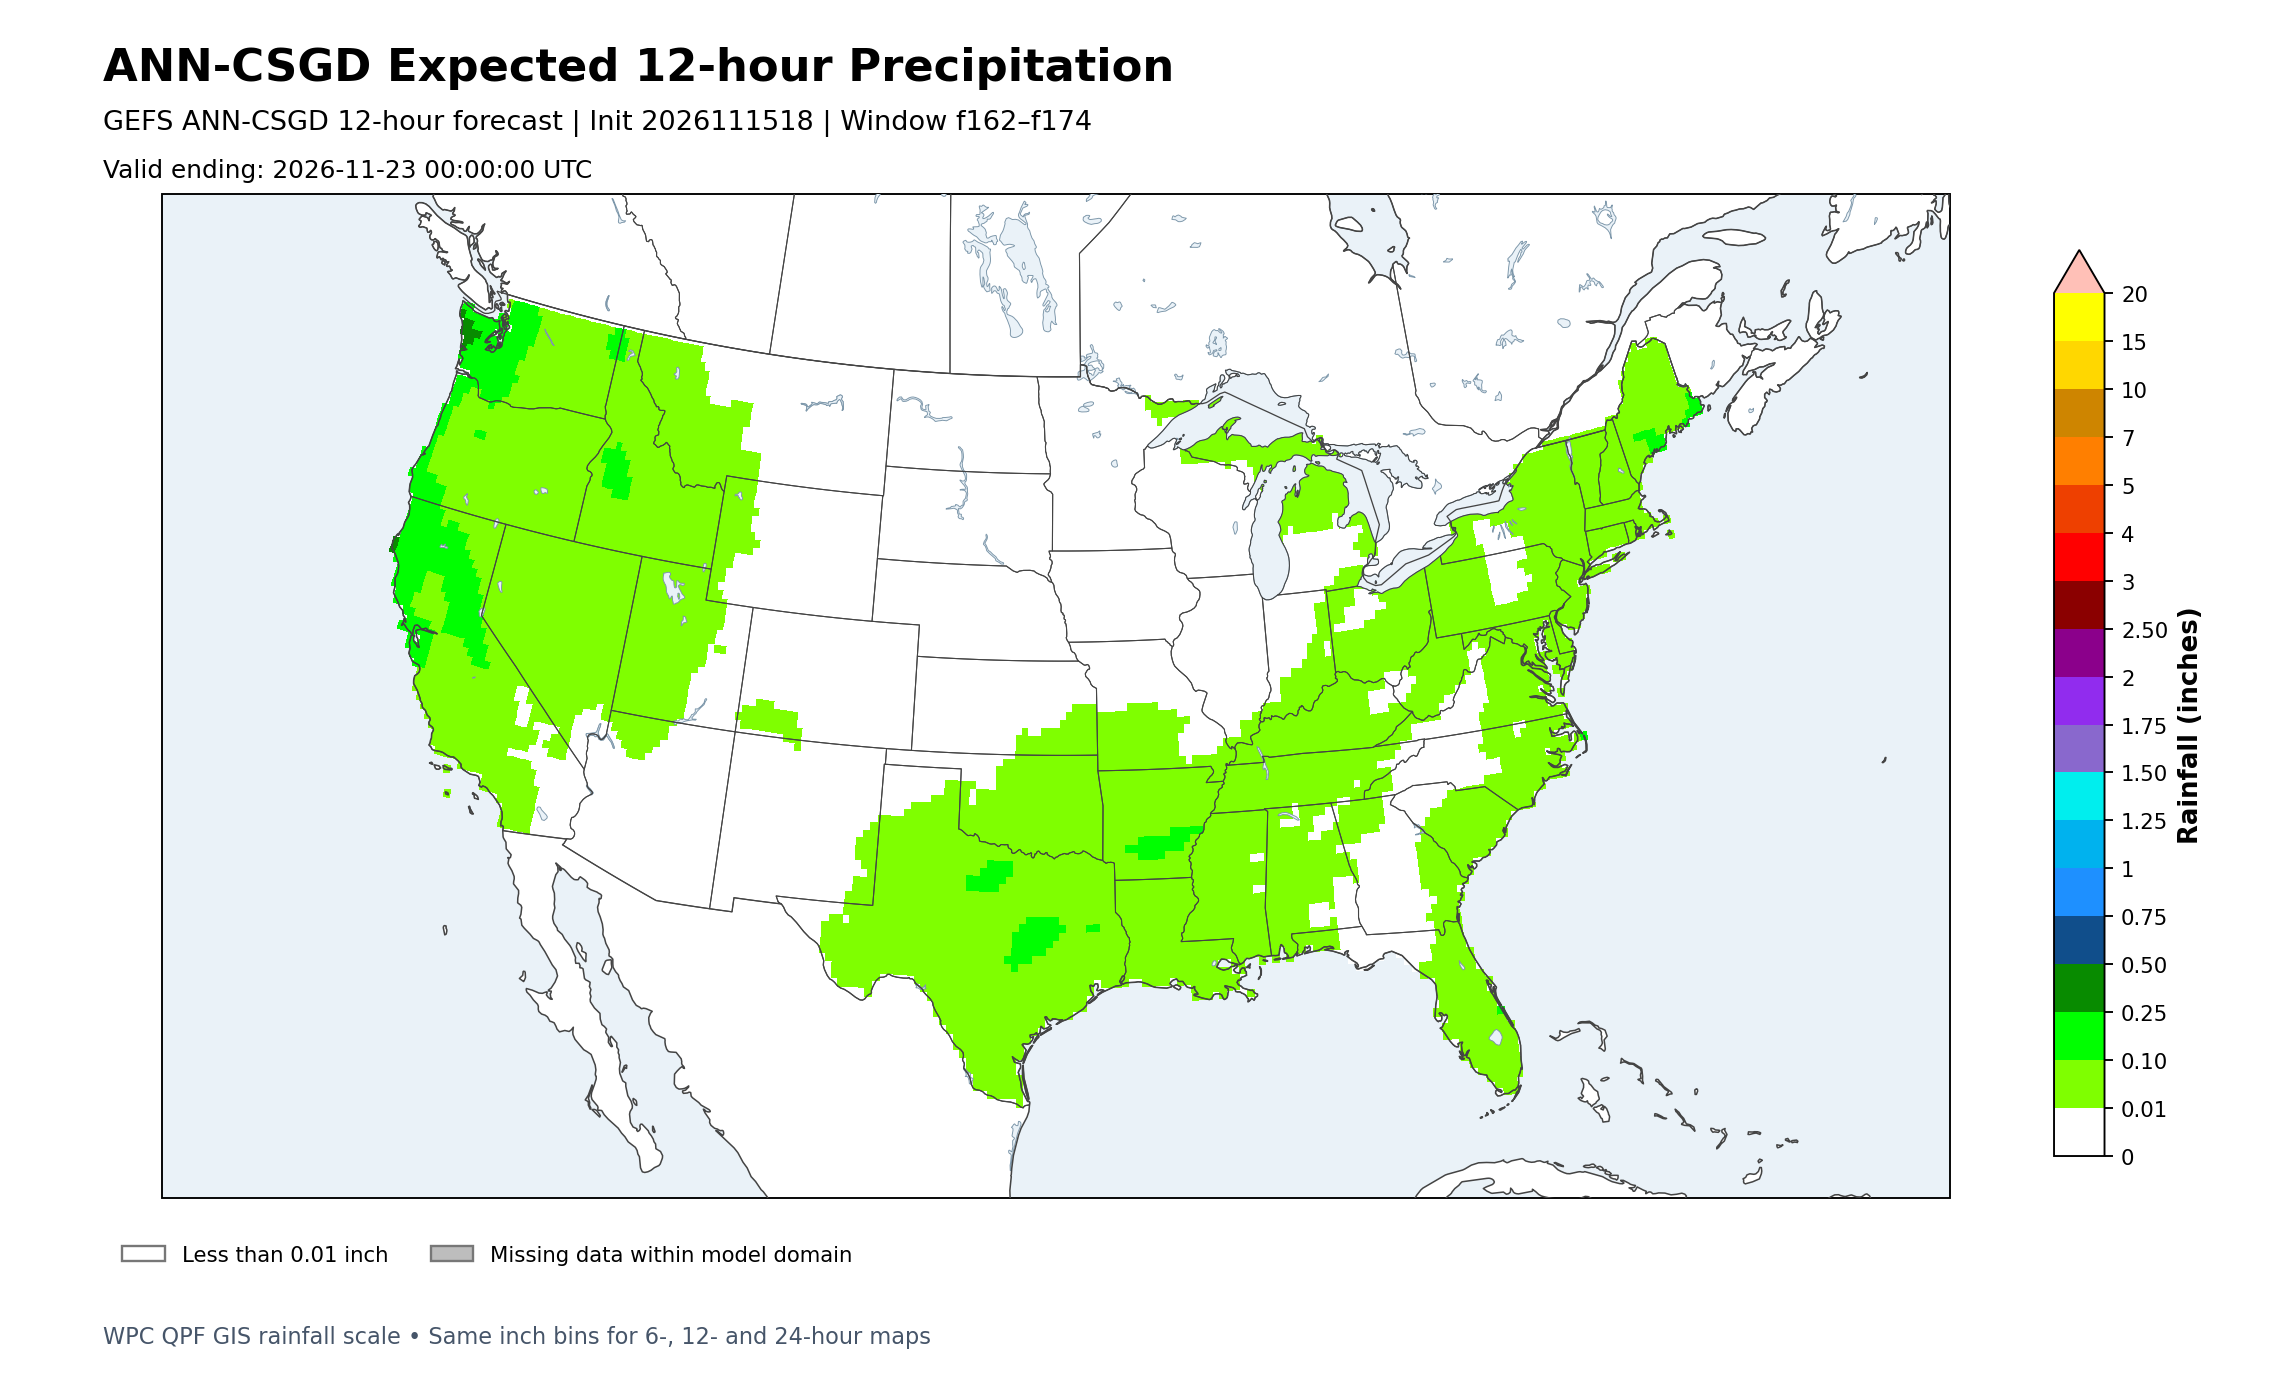 ANN-CSGD Expected 12-hour Precipitation
GEFS ANN-CSGD 12-hour forecast | Init 2026111518 | Window f162–f174
Valid ending: 2026-11-23 00:00:00 UTC
20
15
10
7
5
4
3
2.50
2
1.75
1.50
1.25
1
0.75
0.50
0.25
0.10
0.01
0
Rainfall (inches)
Less than 0.01 inch
Missing data within model domain
WPC QPF GIS rainfall scale • Same inch bins for 6-, 12- and 24-hour maps